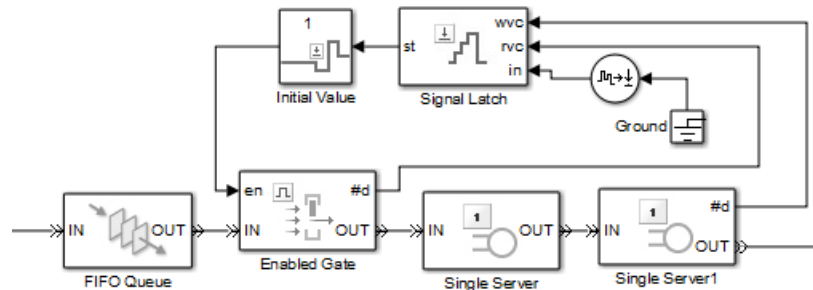 1
wvc
st
rvc
in
Initial Value
Signal Latch
Ground
en
#d
IN
OUT
FIFO Queue
IN
OUT
Enabled Gate
1
IN
OUT
Single Server
1
#d
IN
OUT
Single Server1